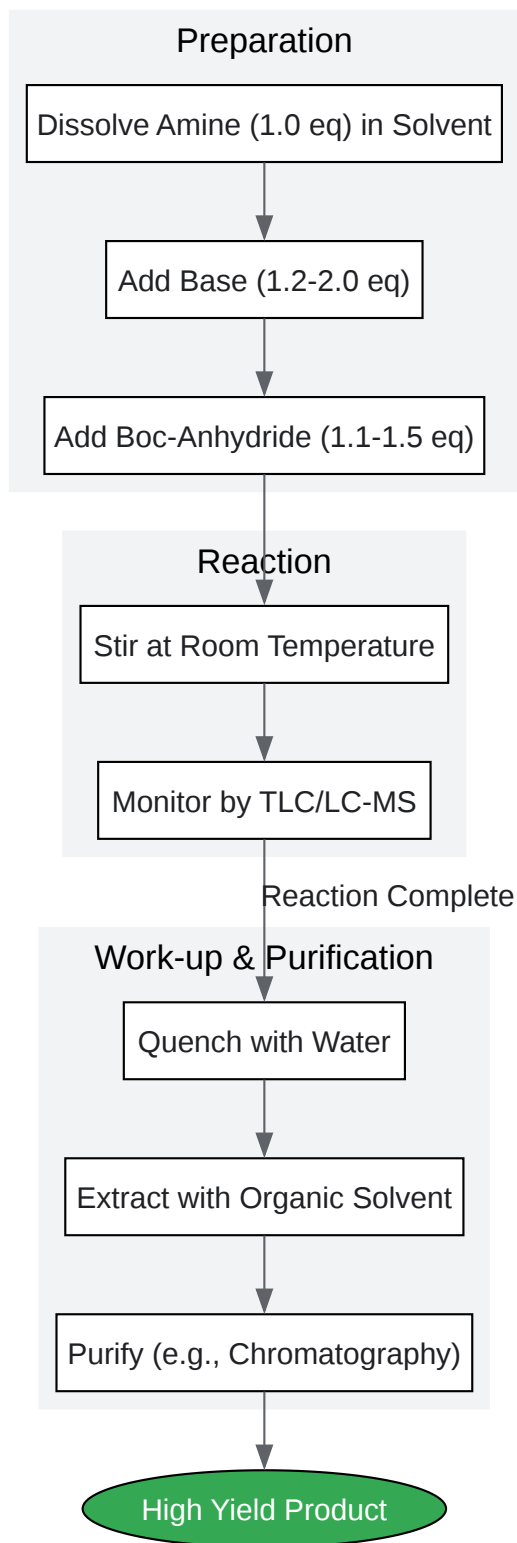 Preparation
Dissolve Amine (1.0 eq) in Solvent
Add Base (1.2-2.0 eq)
Add Boc-Anhydride (1.1-1.5 eq)
Reaction
Stir at Room Temperature
Monitor by TLC/LC-MS
Reaction Complete
Work-up & Purification
Quench with Water
Extract with Organic Solvent
Purify (e.g., Chromatography)
High Yield Product